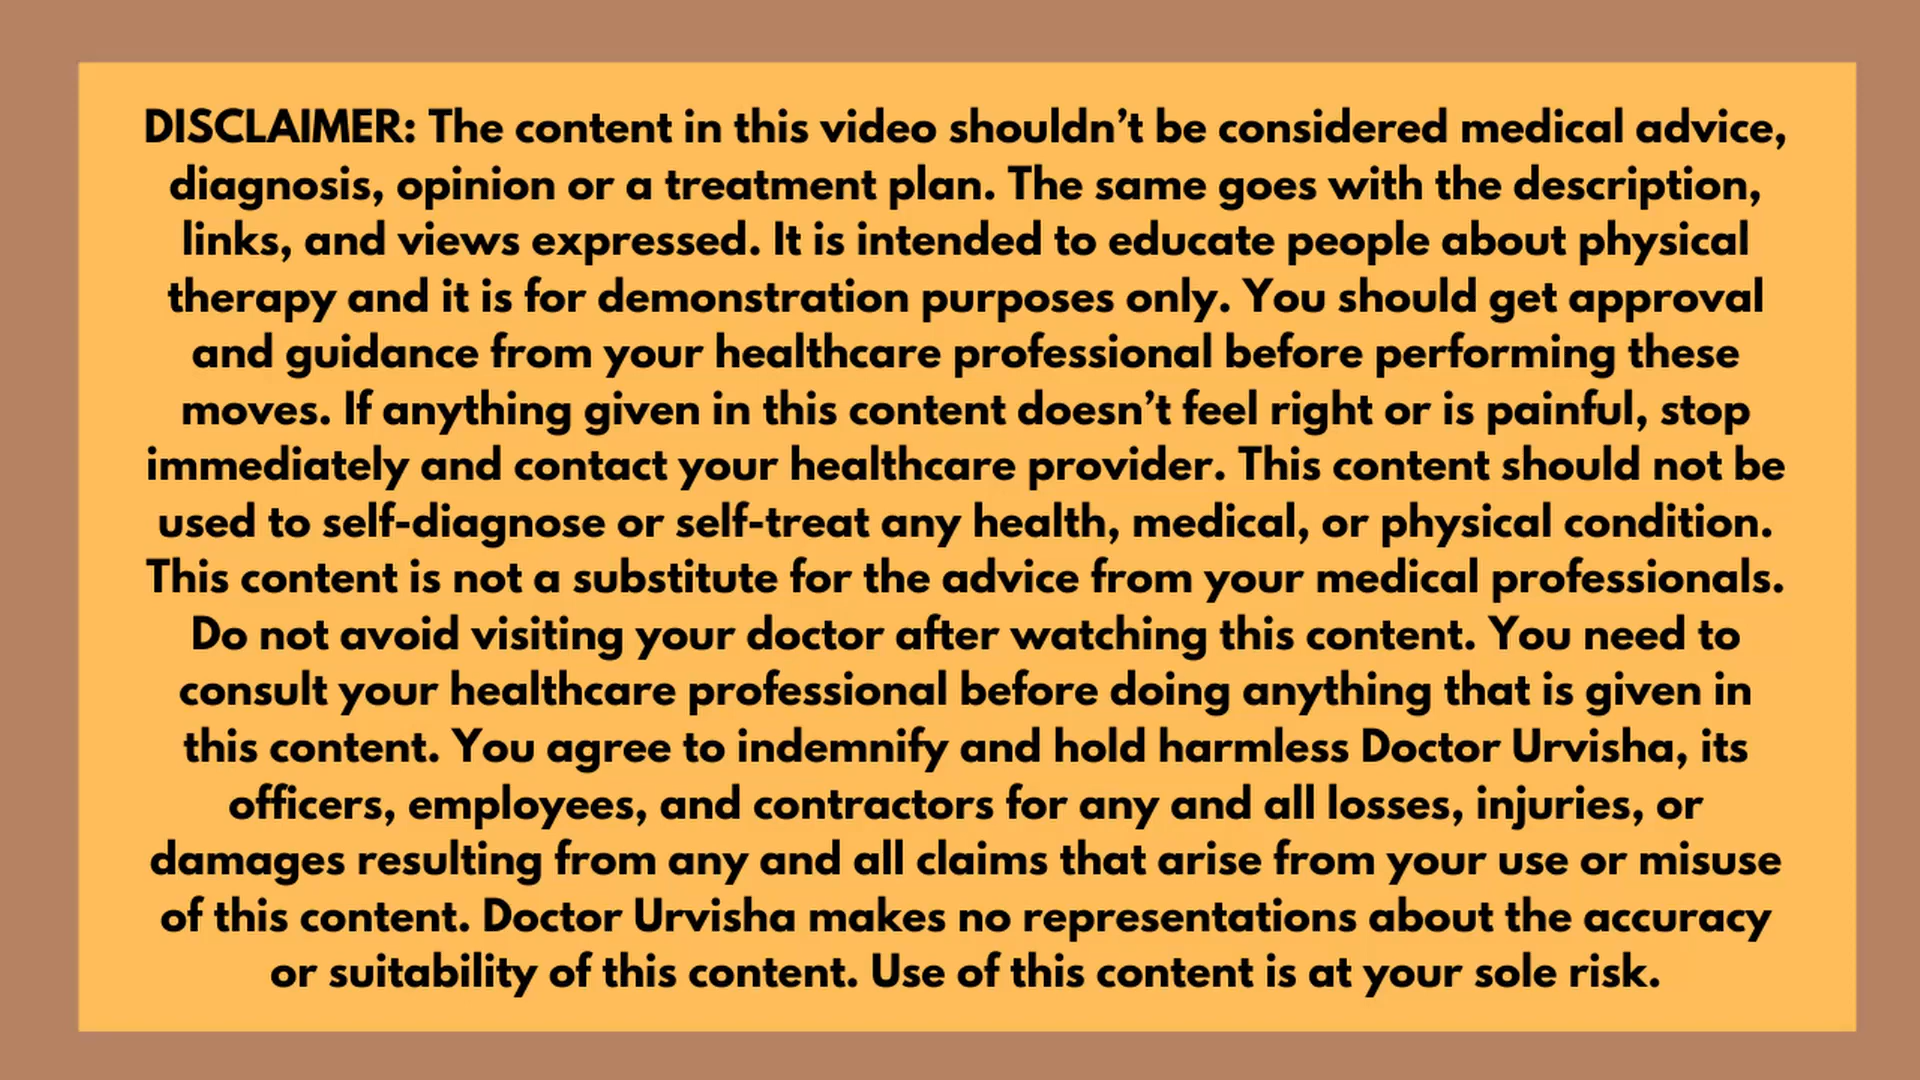 DISCLAIMER: The content in this video shouldn’t be considered medical advice,
diagnosis, opinion or a treatment plan. The same goes with the description,
links, and views expressed. It is intended to educate people about physical
therapy and it is for demonstration purposes only. You should get approval
and guidance from your healthcare professional before performing these
moves. If anything given in this content doesn’t feel right or is painful, stop
immediately and contact your healthcare provider. This content should not be
used to self-diagnose or self-treat any health, medical, or physical condition.
This content is not a substitute for the advice from your medical professionals.
Do not avoid visiting your doctor after watching this content. You need to
consult your healthcare professional before doing anything that is given in
this content. You agree to indemnify and hold harmless Doctor Urvisha, its
officers, employees, and contractors for any and all losses, injuries, or
damages resulting from any and all claims that arise from your use or misuse
of this content. Doctor Urvisha makes no representations about the accuracy
or suitability of this content. Use of this content is at your sole risk.